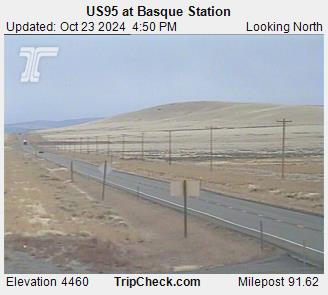 US95 at Basque Station
Updated: Oct 23 2024 4:50 PM Looking North
Elevation 4460 TripCheck.com Milepost 91.62